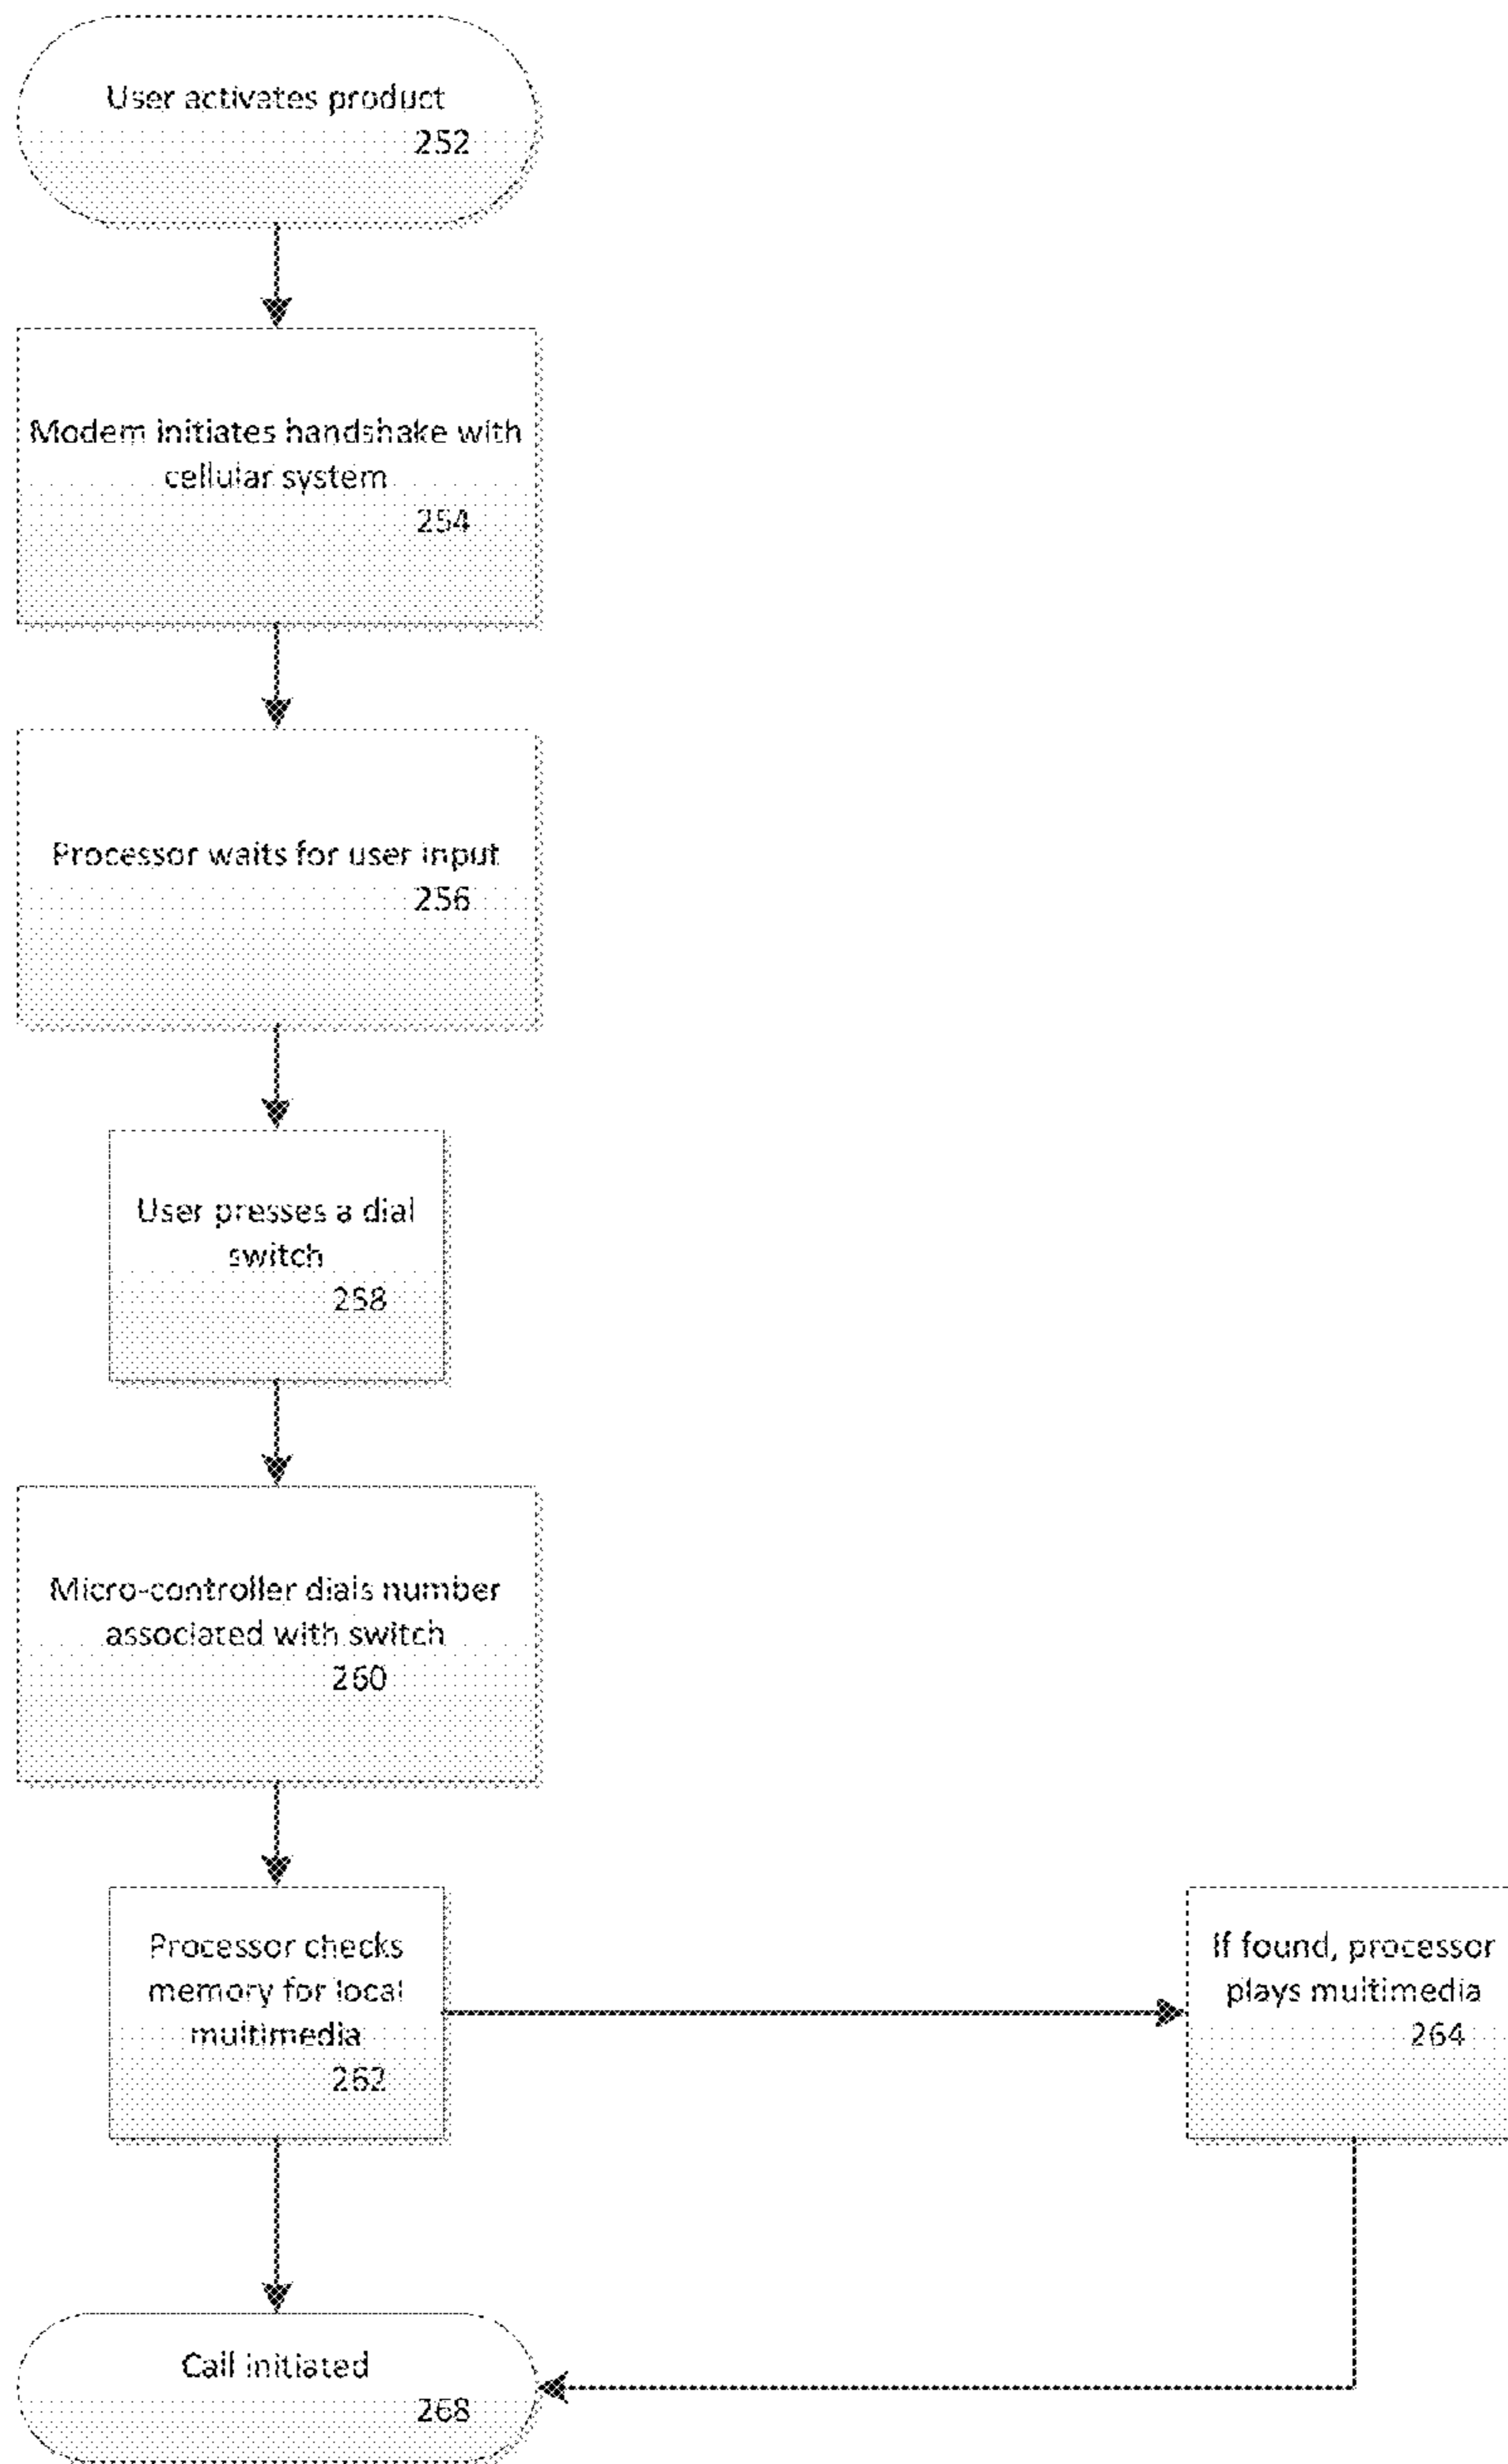 User activates product
252
Modem initiates handshake with
cellular system
254
Processor waits for user input
256
User presses a dial
switch
258
Micro-controller dials number
associated with switch
260
Processor checks
memory for local
multimedia
262
If found, processor
plays multimedia
264
Call initiated
268